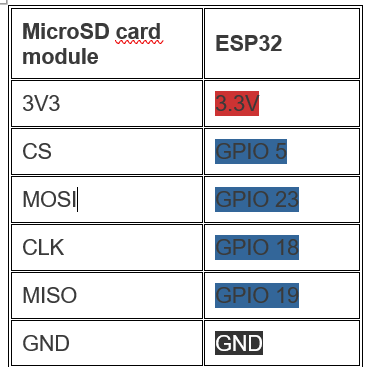 MicroSD card
module
ESP32
3V3
3.3V
CS
GPIO 5
MOSI
GPIO 23
CLK
GPIO 18
MISO
GPIO 19
GND
GND